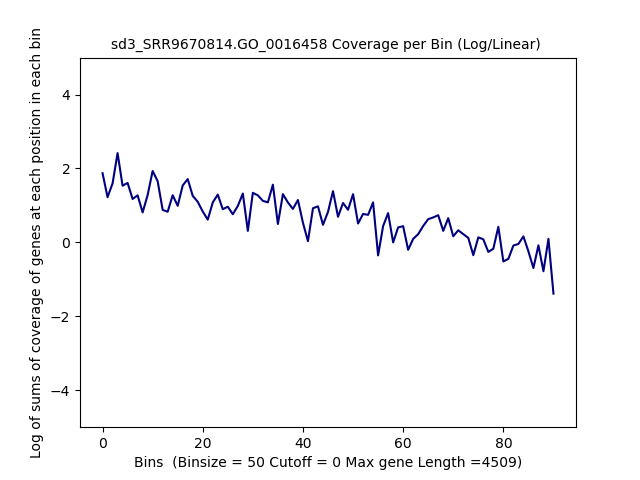 sd3_SRR9670814.GO_0016458 Coverage per Bin (Log/Linear)
Log of sums of coverage of genes at each position in each bin
4
2
0
−2
−4
0 20 40 60 80
Bins  (Binsize = 50 Cutoff = 0 Max gene Length =4509)